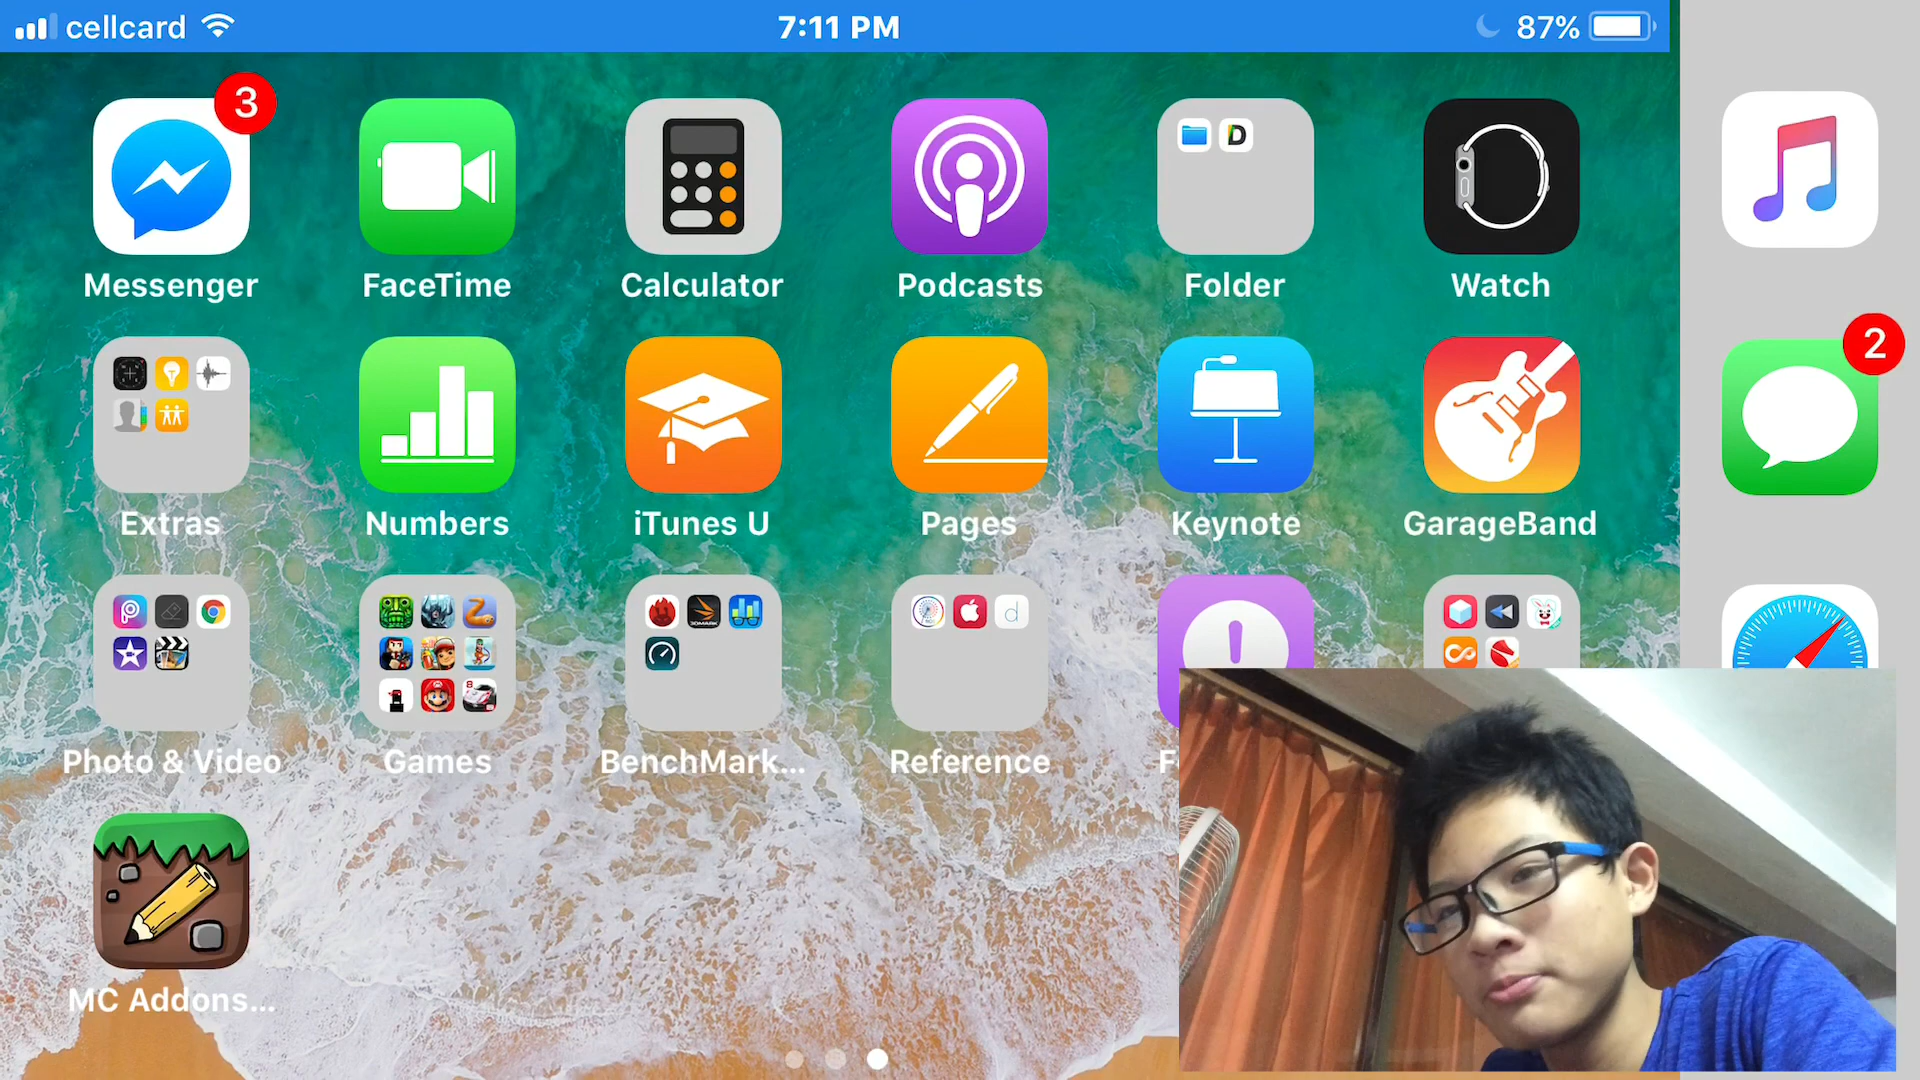 cellcard 7:11 PM 87%
3
Messenger FaceTime Calculator Podcasts Folder Watch
2
Extras Numbers iTunes U Pages Keynote GarageBand
Photo & Video Games BenchMark... Reference F
MC Addons...